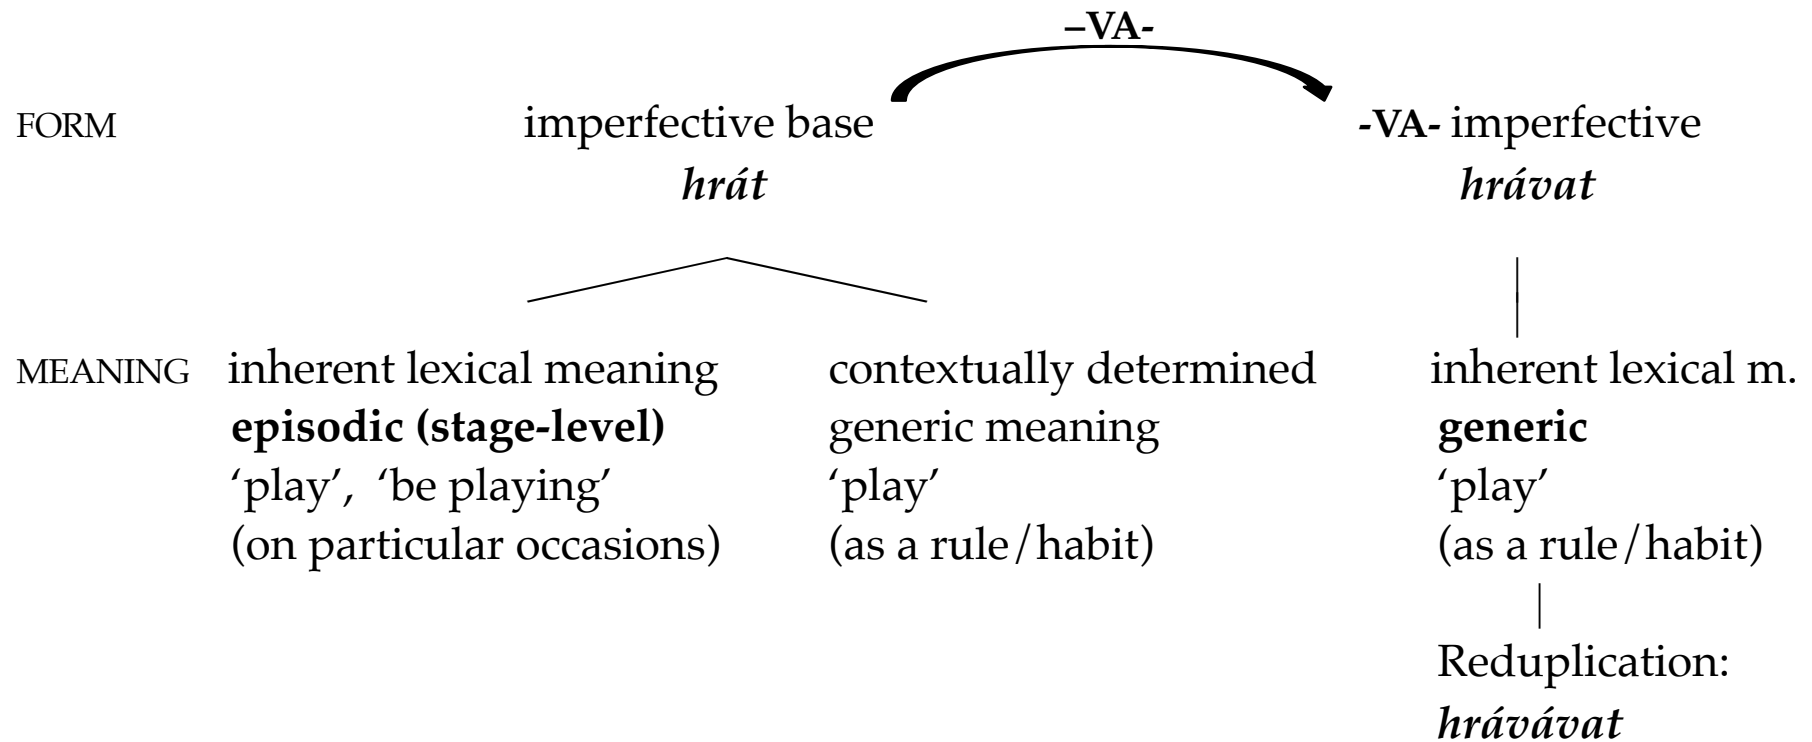 –VA-
FORM imperfective base -VA- imperfective
hrát hrávat
MEANING inherent lexical meaning contextually determined inherent lexical m.
episodic (stage-level) generic meaning generic
‘play’, ‘be playing’ ‘play’ ‘play’
(on particular occasions) (as a rule/habit) (as a rule/habit)
Reduplication:
hrávávat